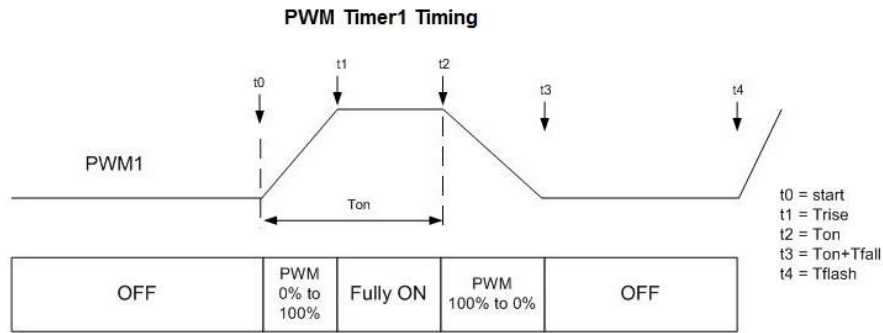 PWM Timer1 Timing
t0
t1
t2
t3
t4
PWM1
Ton
t0 = start
t1 = Trise
t2 = Ton
t3 = Ton+Tfall
t4 = Tflash
OFF
PWM
0% to
100%
Fully ON
PWM
100% to 0%
OFF